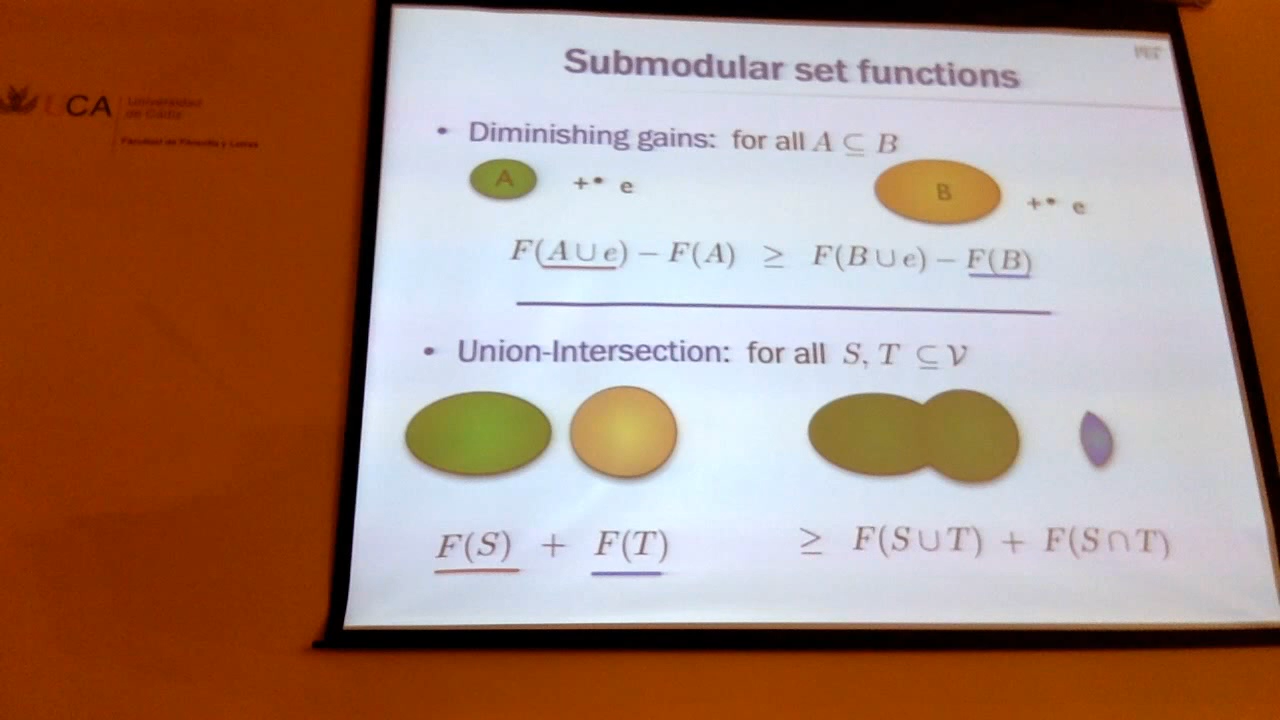 UCA
Universidad
de Cádiz
Facultad de Filosofía y Letras
Submodular set functions
• Diminishing gains: for all A ⊆ B
A +• e B +• e
F(A ∪ e) − F(A) ≥ F(B ∪ e) − F(B)
• Union-Intersection: for all S, T ⊆ V
F(S) + F(T) ≥ F(S ∪ T) + F(S ∩ T)